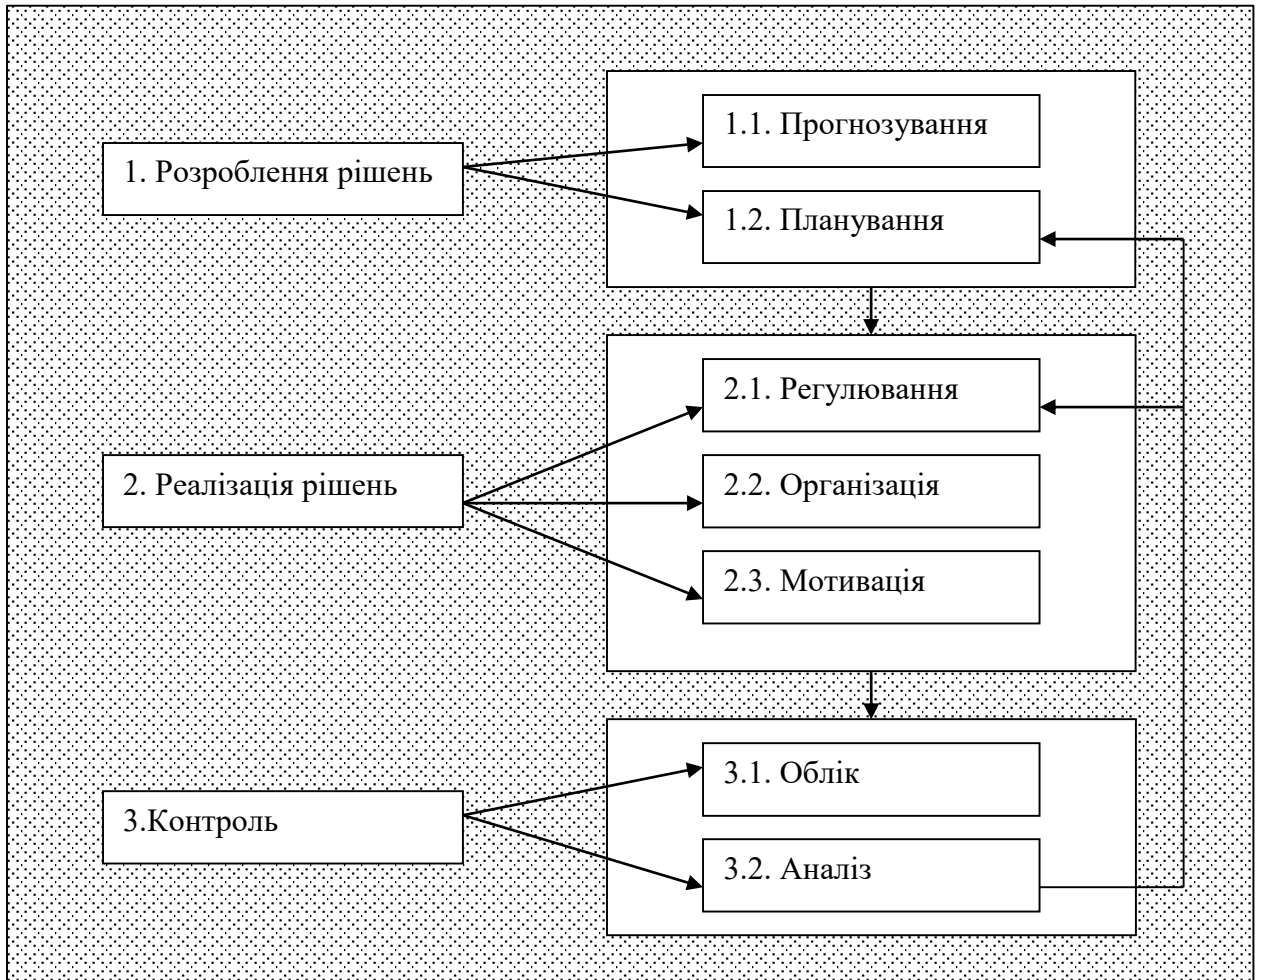 1. Розроблення рішень
1.1. Прогнозування
1.2. Планування
2. Реалізація рішень
2.1. Регулювання
2.2. Організація
2.3. Мотивація
3.Контроль
3.1. Облік
3.2. Аналіз